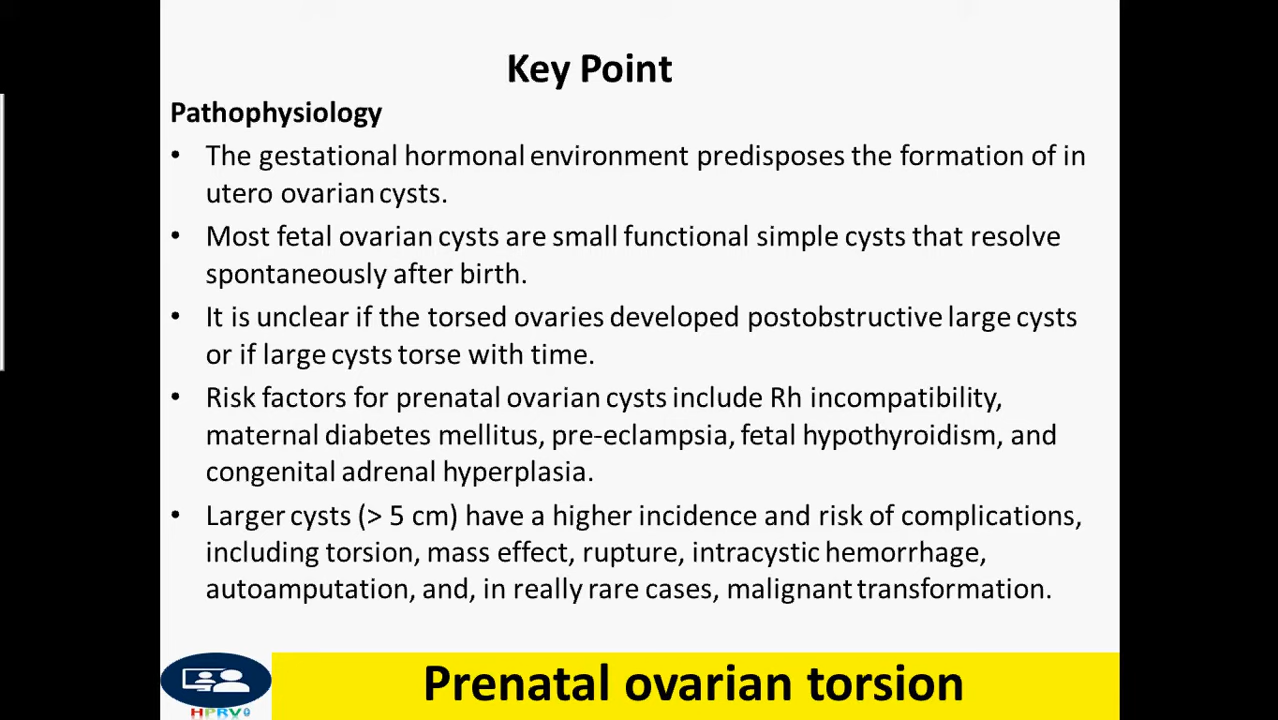 Key Point
Pathophysiology
• The gestational hormonal environment predisposes the formation of in
utero ovarian cysts.
• Most fetal ovarian cysts are small functional simple cysts that resolve
spontaneously after birth.
• It is unclear if the torsed ovaries developed postobstructive large cysts
or if large cysts torse with time.
• Risk factors for prenatal ovarian cysts include Rh incompatibility,
maternal diabetes mellitus, pre-eclampsia, fetal hypothyroidism, and
congenital adrenal hyperplasia.
• Larger cysts (> 5 cm) have a higher incidence and risk of complications,
including torsion, mass effect, rupture, intracystic hemorrhage,
autoamputation, and, in really rare cases, malignant transformation.
Prenatal ovarian torsion